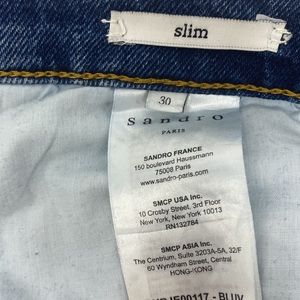 slim
30
Sandro
PARIS
SANDRO FRANCE
150 boulevard Haussmann
75008 Paris
www.sandro-paris.com
SMCP USA Inc.
10 Crosby Street, 3rd Floor
New York, New York 10013
RN132784
SMCP ASIA Inc.
The Centrium, Suite 3203A-5A, 32/F
60 Wyndham Street, Central
HONG-KONG
JE00117 - BLUV